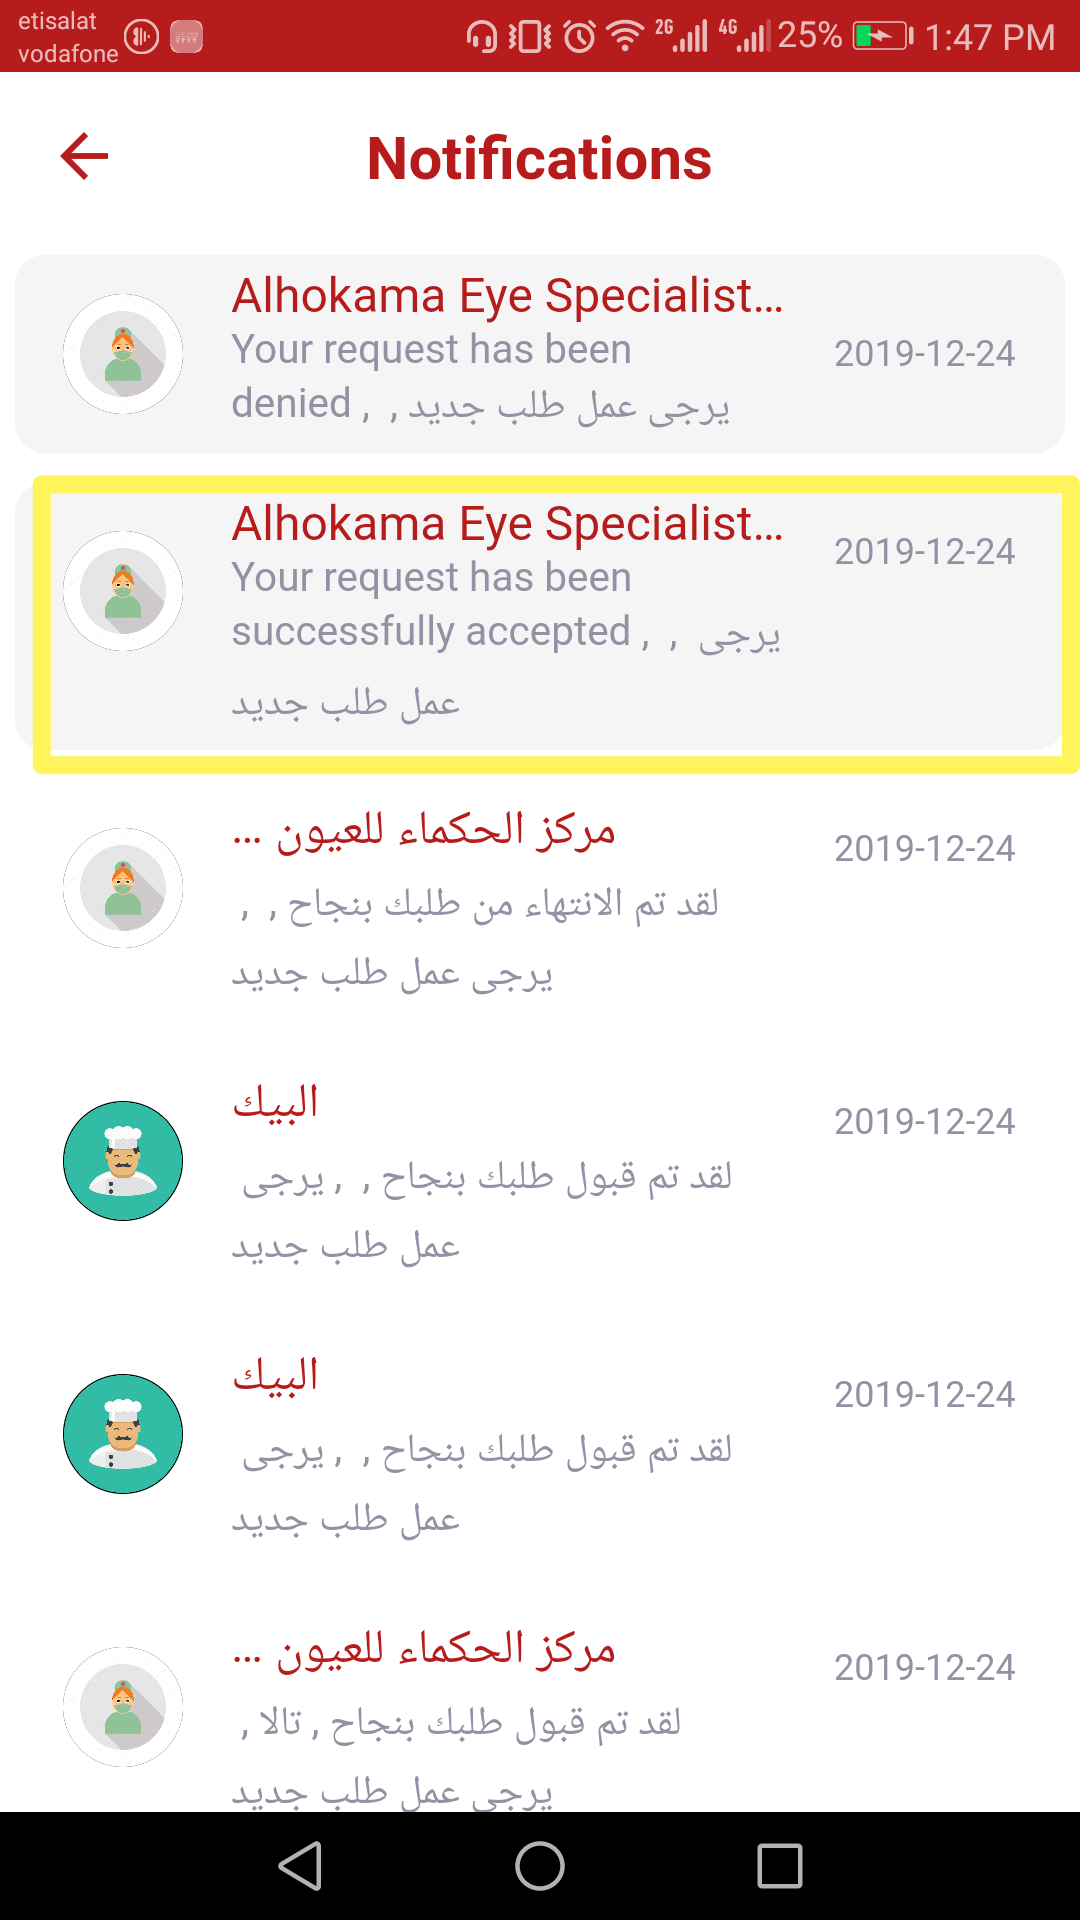 etisalat
vodafone
2G 4G 25% 1:47 PM
Notifications
Alhokama Eye Specialist...
Your request has been
denied , , يرجى عمل طلب جديد
2019-12-24
Alhokama Eye Specialist...
Your request has been
successfully accepted , , يرجى
عمل طلب جديد
2019-12-24
مركز الحكماء للعيون ...
لقد تم الانتهاء من طلبك بنجاح , ,
يرجى عمل طلب جديد
2019-12-24
البيك
لقد تم قبول طلبك بنجاح , , يرجى
عمل طلب جديد
2019-12-24
البيك
لقد تم قبول طلبك بنجاح , , يرجى
عمل طلب جديد
2019-12-24
مركز الحكماء للعيون ...
لقد تم قبول طلبك بنجاح , تالا ,
يرجى عمل طلب جديد
2019-12-24